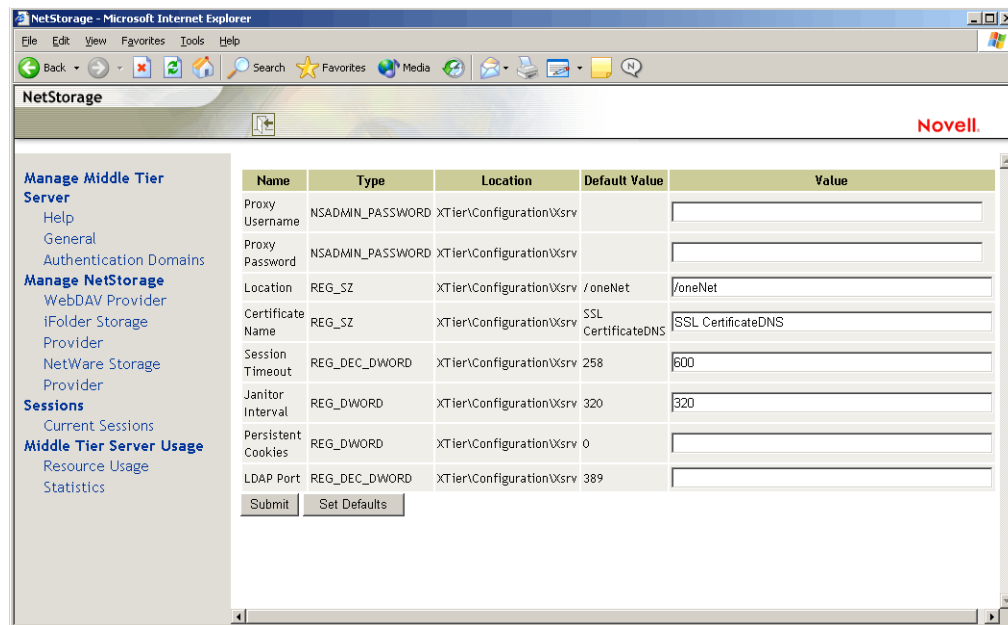 NetStorage - Microsoft Internet Explorer
File Edit View Favorites Tools Help
Back Search Favorites Media
NetStorage
Novell.
Manage Middle Tier
Server
Help
General
Authentication Domains
Manage NetStorage
WebDAV Provider
iFolder Storage
Provider
NetWare Storage
Provider
Sessions
Current Sessions
Middle Tier Server Usage
Resource Usage
Statistics
Name Type Location Default Value Value
Proxy
Username NSADMIN_PASSWORD XTier\Configuration\Xsrv
Proxy
Password NSADMIN_PASSWORD XTier\Configuration\Xsrv
Location REG_SZ XTier\Configuration\Xsrv /oneNet /oneNet
Certificate
Name REG_SZ XTier\Configuration\Xsrv SSL
CertificateDNS SSL CertificateDNS
Session
Timeout REG_DEC_DWORD XTier\Configuration\Xsrv 258 600
Janitor
Interval REG_DWORD XTier\Configuration\Xsrv 320 320
Persistent
Cookies REG_DWORD XTier\Configuration\Xsrv 0
LDAP Port REG_DEC_DWORD XTier\Configuration\Xsrv 389
Submit Set Defaults